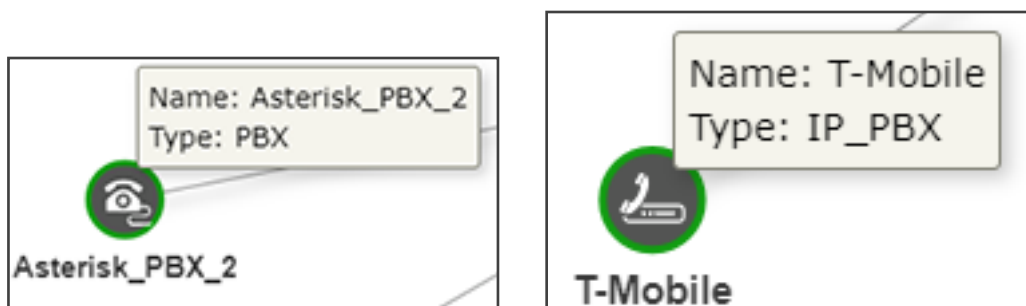 Name: Asterisk_PBX_2
Type: PBX
Asterisk_PBX_2
Name: T-Mobile
Type: IP_PBX
T-Mobile